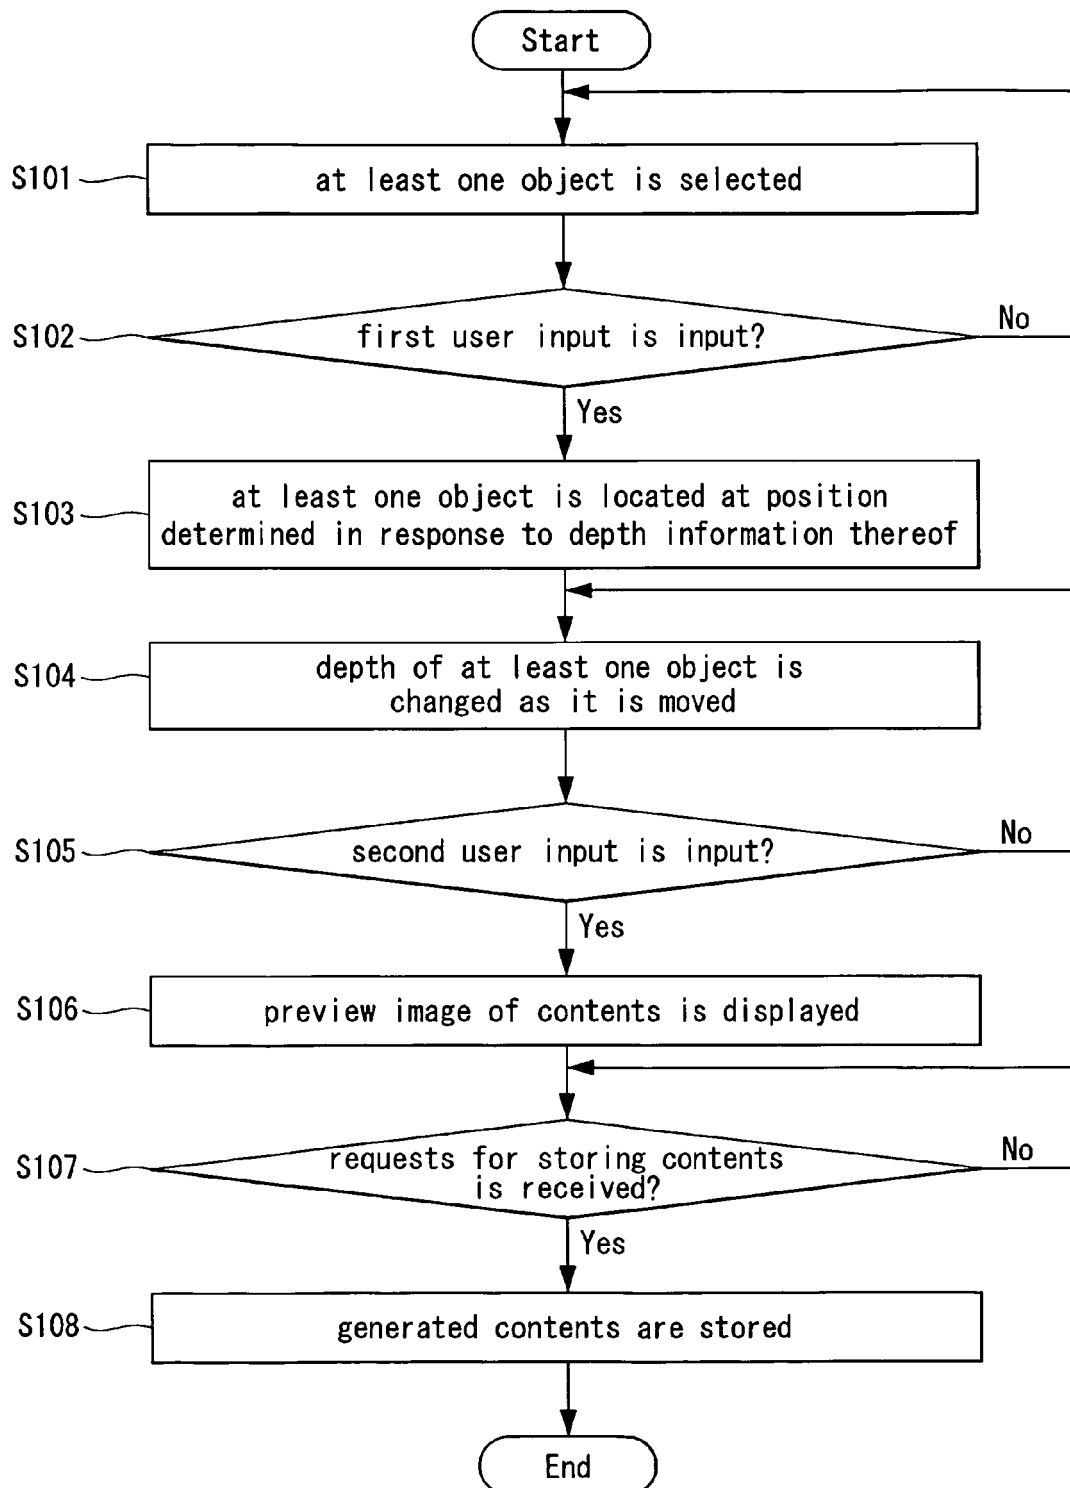 Start
S101
at least one object is selected
S102
first user input is input?
No
Yes
S103
at least one object is located at position
determined in response to depth information thereof
S104
depth of at least one object is
changed as it is moved
S105
second user input is input?
No
Yes
S106
preview image of contents is displayed
S107
requests for storing contents
is received?
No
Yes
S108
generated contents are stored
End